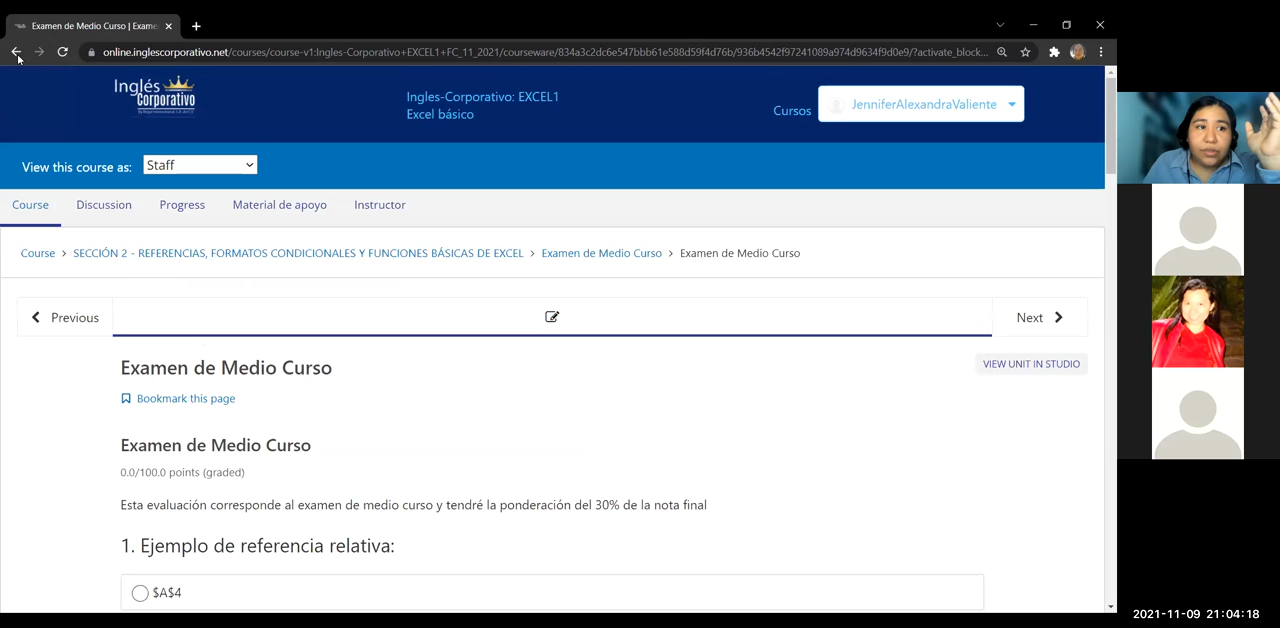 Examen de Medio Curso | Exame
online.inglescorporativo.net/courses/course-v1:Ingles-Corporativo+EXCEL1+FC_11_2021/courseware/834a3c2dc6e547bbb61e588d59f4d76b/936b4542f97241089a974d9634f9d0e9/?activate_block...
Inglés
Corporativo
Ingles-Corporativo: EXCEL1
Excel básico
Cursos
JenniferAlexandraValiente
View this course as:
Staff
Course
Discussion
Progress
Material de apoyo
Instructor
Course > SECCIÓN 2 - REFERENCIAS, FORMATOS CONDICIONALES Y FUNCIONES BÁSICAS DE EXCEL > Examen de Medio Curso > Examen de Medio Curso
Previous
Next
Examen de Medio Curso
VIEW UNIT IN STUDIO
Bookmark this page
Examen de Medio Curso
0.0/100.0 points (graded)
Esta evaluación corresponde al examen de medio curso y tendré la ponderación del 30% de la nota final
1. Ejemplo de referencia relativa:
$A$4
2021-11-09 21:04:18